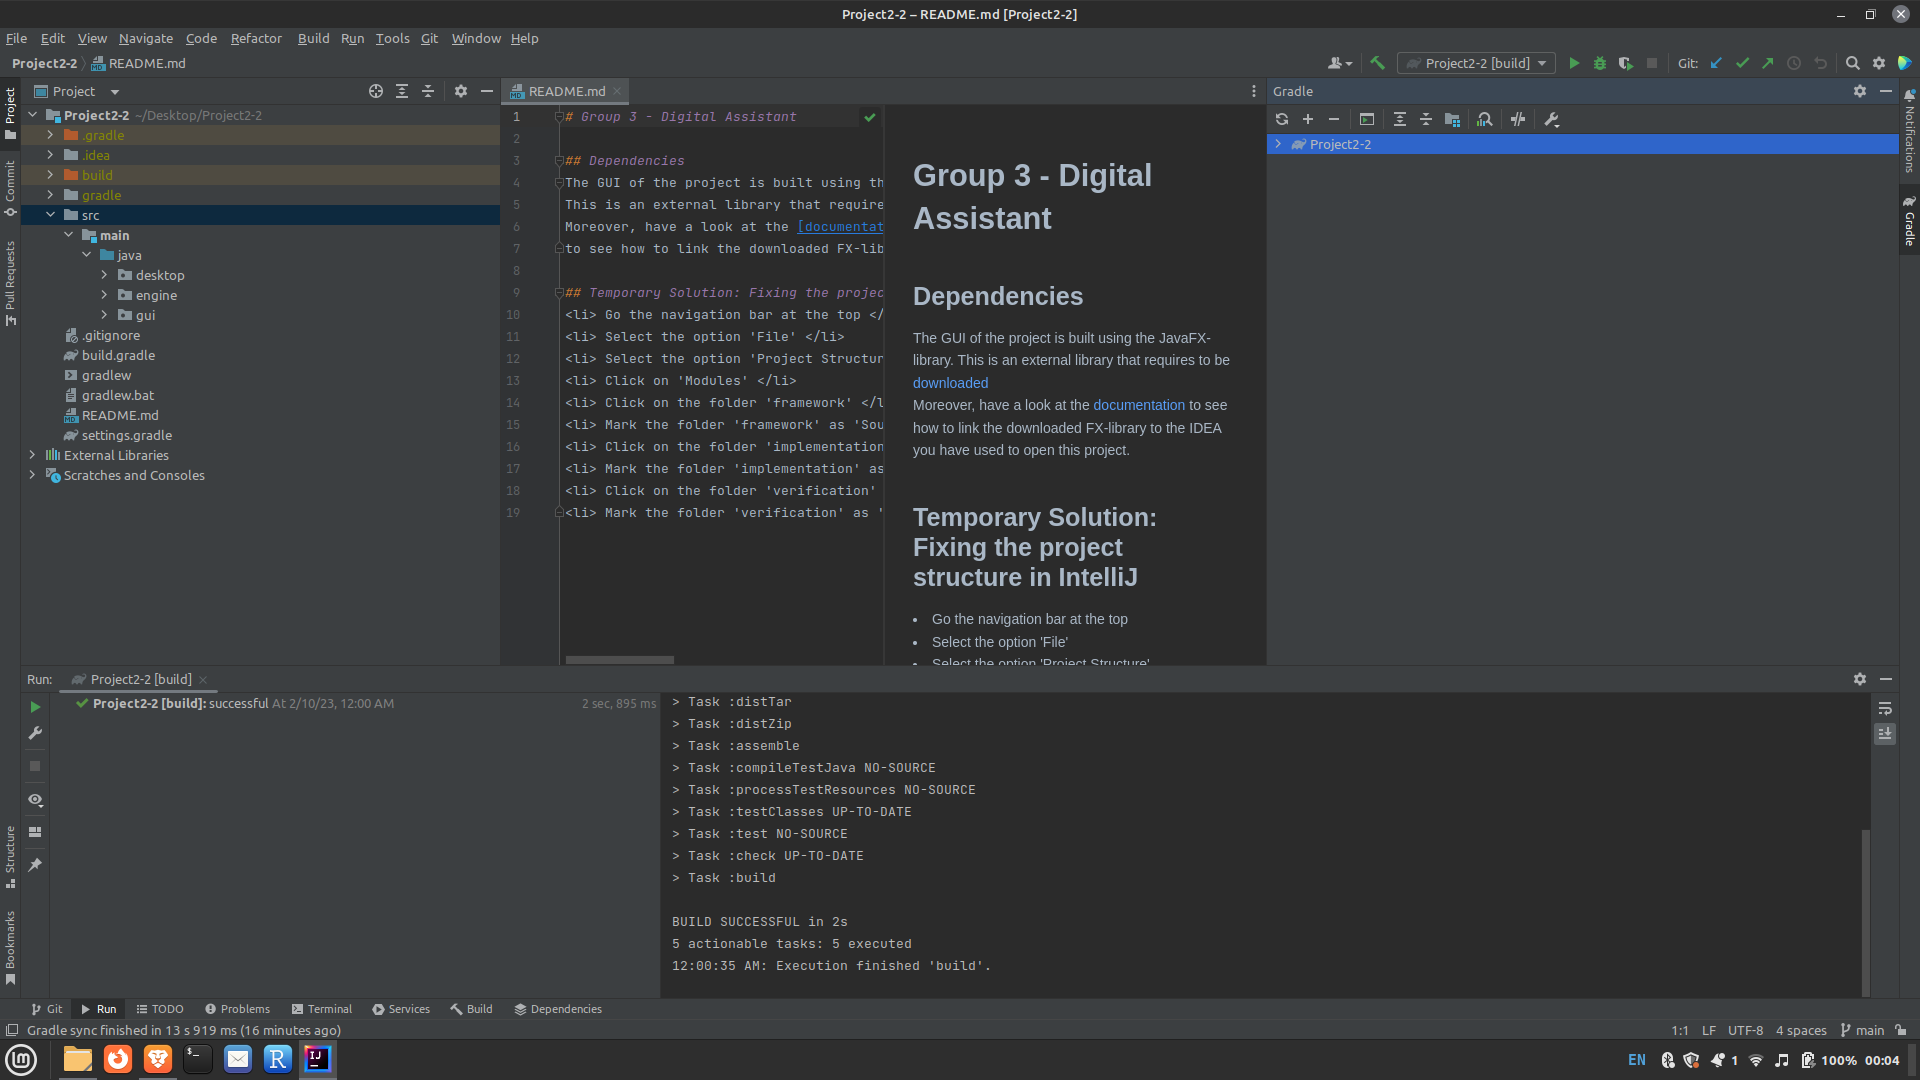 Project2-2 – README.md [Project2-2]
File Edit View Navigate Code Refactor Build Run Tools Git Window Help
Project2-2 README.md
Project2-2 [build]
Git:
Project
README.md
Gradle
Project
Commit
Pull Requests
Structure
Bookmarks
Notifications
Gradle
Project2-2 ~/Desktop/Project2-2
.gradle
.idea
build
gradle
src
main
java
desktop
engine
gui
.gitignore
build.gradle
gradlew
gradlew.bat
README.md
settings.gradle
External Libraries
Scratches and Consoles
1 # Group 3 - Digital Assistant
2
3 ## Dependencies
4 The GUI of the project is built using th
5 This is an external library that require
6 Moreover, have a look at the [documentat
7 to see how to link the downloaded FX-lib
8
9 ## Temporary Solution: Fixing the projec
10 <li> Go the navigation bar at the top </
11 <li> Select the option 'File' </li>
12 <li> Select the option 'Project Structur
13 <li> Click on 'Modules' </li>
14 <li> Click on the folder 'framework' </l
15 <li> Mark the folder 'framework' as 'Sou
16 <li> Click on the folder 'implementation
17 <li> Mark the folder 'implementation' as
18 <li> Click on the folder 'verification'
19 <li> Mark the folder 'verification' as '
Group 3 - Digital
Assistant
Dependencies
The GUI of the project is built using the JavaFX-
library. This is an external library that requires to be
downloaded
Moreover, have a look at the documentation to see
how to link the downloaded FX-library to the IDEA
you have used to open this project.
Temporary Solution:
Fixing the project
structure in IntelliJ
• Go the navigation bar at the top
• Select the option 'File'
• Select the option 'Project Structure'
Project2-2
Run: Project2-2 [build]
Project2-2 [build]: successful At 2/10/23, 12:00 AM 2 sec, 895 ms
> Task :distTar
> Task :distZip
> Task :assemble
> Task :compileTestJava NO-SOURCE
> Task :processTestResources NO-SOURCE
> Task :testClasses UP-TO-DATE
> Task :test NO-SOURCE
> Task :check UP-TO-DATE
> Task :build
BUILD SUCCESSFUL in 2s
5 actionable tasks: 5 executed
12:00:35 AM: Execution finished 'build'.
Git Run TODO Problems Terminal Services Build Dependencies
Gradle sync finished in 13 s 919 ms (16 minutes ago)
1:1 LF UTF-8 4 spaces main
EN 1 100% 00:04